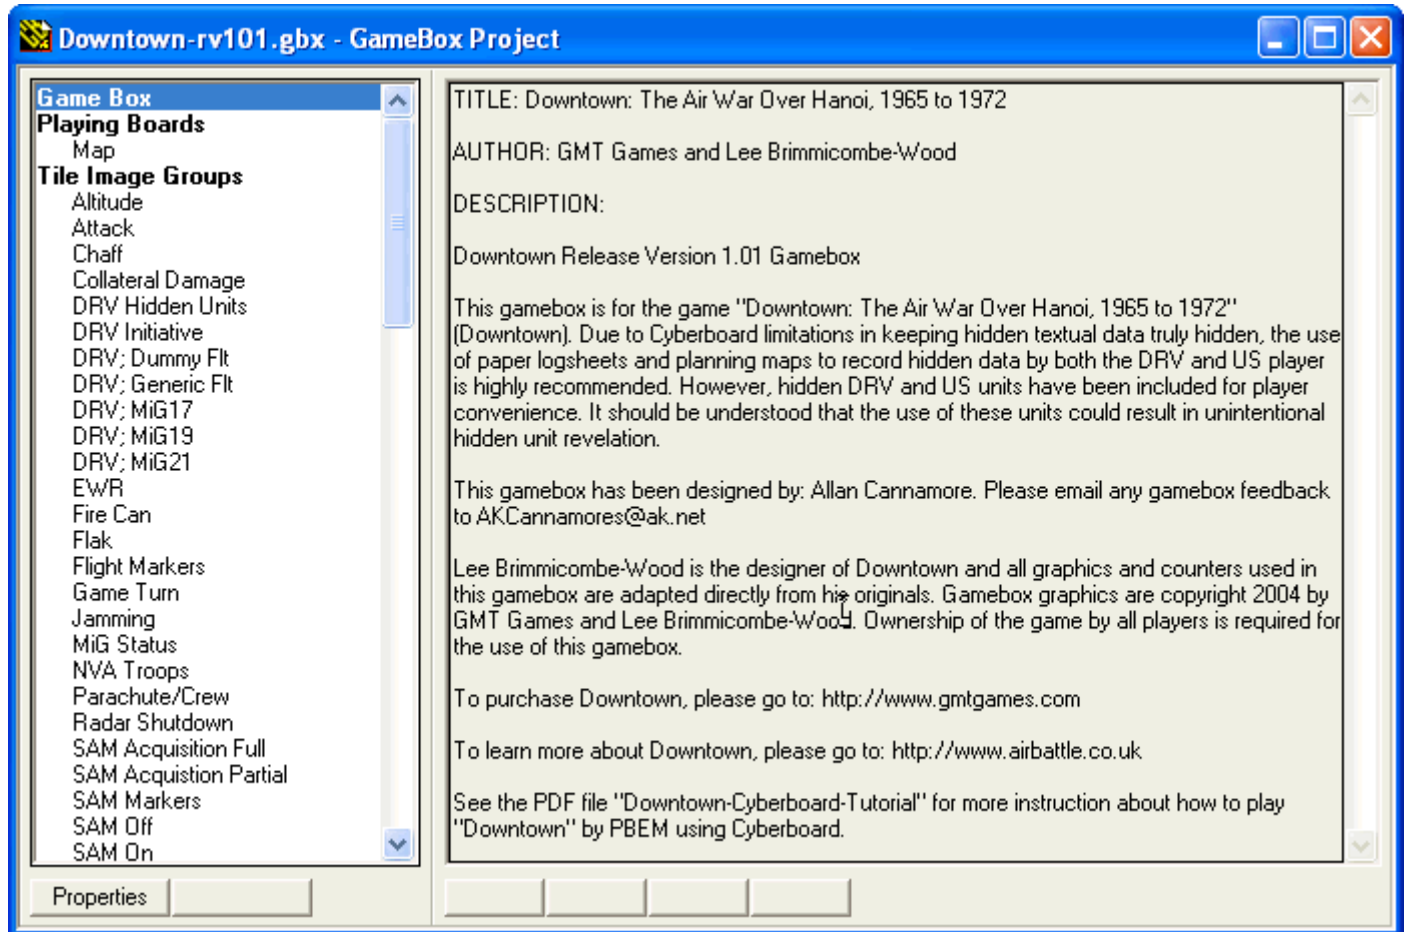 Downtown-rv101.gbx - GameBox Project
Game Box
Playing Boards
Map
Tile Image Groups
Altitude
Attack
Chaff
Collateral Damage
DRV Hidden Units
DRV Initiative
DRV; Dummy Flt
DRV; Generic Flt
DRV; MiG17
DRV; MiG19
DRV; MiG21
EWR
Fire Can
Flak
Flight Markers
Game Turn
Jamming
MiG Status
NVA Troops
Parachute/Crew
Radar Shutdown
SAM Acquisition Full
SAM Acquistion Partial
SAM Markers
SAM Off
SAM On
Properties
TITLE: Downtown: The Air War Over Hanoi, 1965 to 1972
AUTHOR: GMT Games and Lee Brimmicombe-Wood
DESCRIPTION:
Downtown Release Version 1.01 Gamebox
This gamebox is for the game "Downtown: The Air War Over Hanoi, 1965 to 1972"
(Downtown). Due to Cyberboard limitations in keeping hidden textual data truly hidden, the use
of paper logsheets and planning maps to record hidden data by both the DRV and US player
is highly recommended. However, hidden DRV and US units have been included for player
convenience. It should be understood that the use of these units could result in unintentional
hidden unit revelation.
This gamebox has been designed by: Allan Cannamore. Please email any gamebox feedback
to AKCannamores@ak.net
Lee Brimmicombe-Wood is the designer of Downtown and all graphics and counters used in
this gamebox are adapted directly from his originals. Gamebox graphics are copyright 2004 by
GMT Games and Lee Brimmicombe-Wood. Ownership of the game by all players is required for
the use of this gamebox.
To purchase Downtown, please go to: http://www.gmtgames.com
To learn more about Downtown, please go to: http://www.airbattle.co.uk
See the PDF file "Downtown-Cyberboard-Tutorial" for more instruction about how to play
"Downtown" by PBEM using Cyberboard.